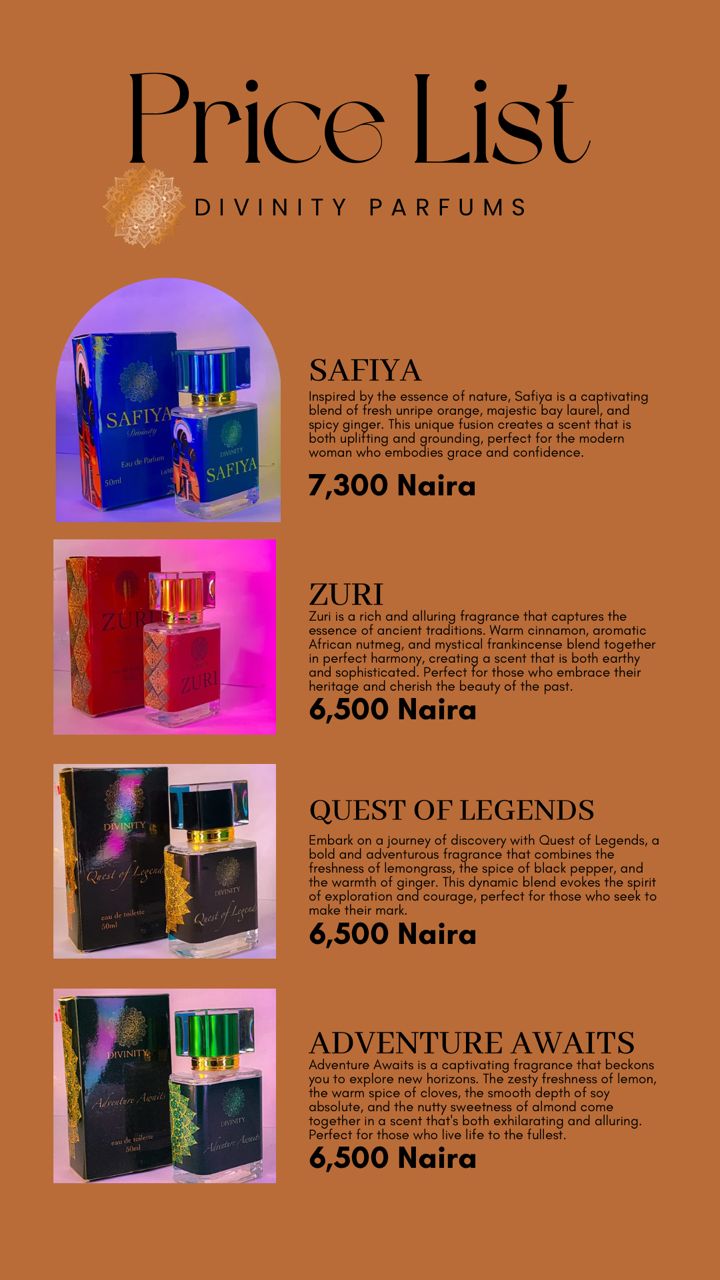 Price List
DIVINITY PARFUMS
SAFIYA
Divinity
Eau de Parfum
50ml
DIVINITY
SAFIYA
SAFIYA
Inspired by the essence of nature, Safiya is a captivating
blend of fresh unripe orange, majestic bay laurel, and
spicy ginger. This unique fusion creates a scent that is
both uplifting and grounding, perfect for the modern
woman who embodies grace and confidence.
7,300 Naira
ZURI
ZURI
ZURI
Zuri is a rich and alluring fragrance that captures the
essence of ancient traditions. Warm cinnamon, aromatic
African nutmeg, and mystical frankincense blend together
in perfect harmony, creating a scent that is both earthy
and sophisticated. Perfect for those who embrace their
heritage and cherish the beauty of the past.
6,500 Naira
DIVINITY
Quest of Legend
eau de toilette
50ml
DIVINITY
Quest of Legend
QUEST OF LEGENDS
Embark on a journey of discovery with Quest of Legends, a
bold and adventurous fragrance that combines the
freshness of lemongrass, the spice of black pepper, and
the warmth of ginger. This dynamic blend evokes the spirit
of exploration and courage, perfect for those who seek to
make their mark.
6,500 Naira
DIVINITY
Adventure Awaits
eau de toilette
50ml
DIVINITY
Adventure Awaits
ADVENTURE AWAITS
Adventure Awaits is a captivating fragrance that beckons
you to explore new horizons. The zesty freshness of lemon,
the warm spice of cloves, the smooth depth of soy
absolute, and the nutty sweetness of almond come
together in a scent that's both exhilarating and alluring.
Perfect for those who live life to the fullest.
6,500 Naira